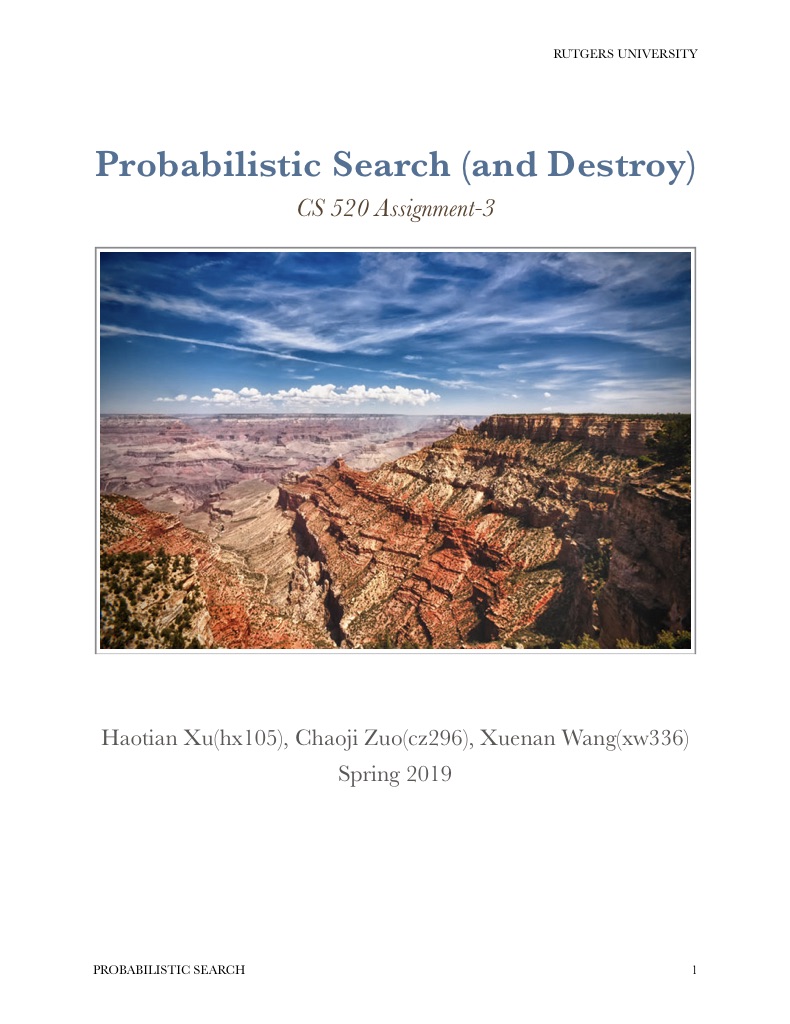 RUTGERS UNIVERSITY
Probabilistic Search (and Destroy)
CS 520 Assignment-3
Haotian Xu(hx105), Chaoji Zuo(cz296), Xuenan Wang(xw336)
Spring 2019
PROBABILISTIC SEARCH 1